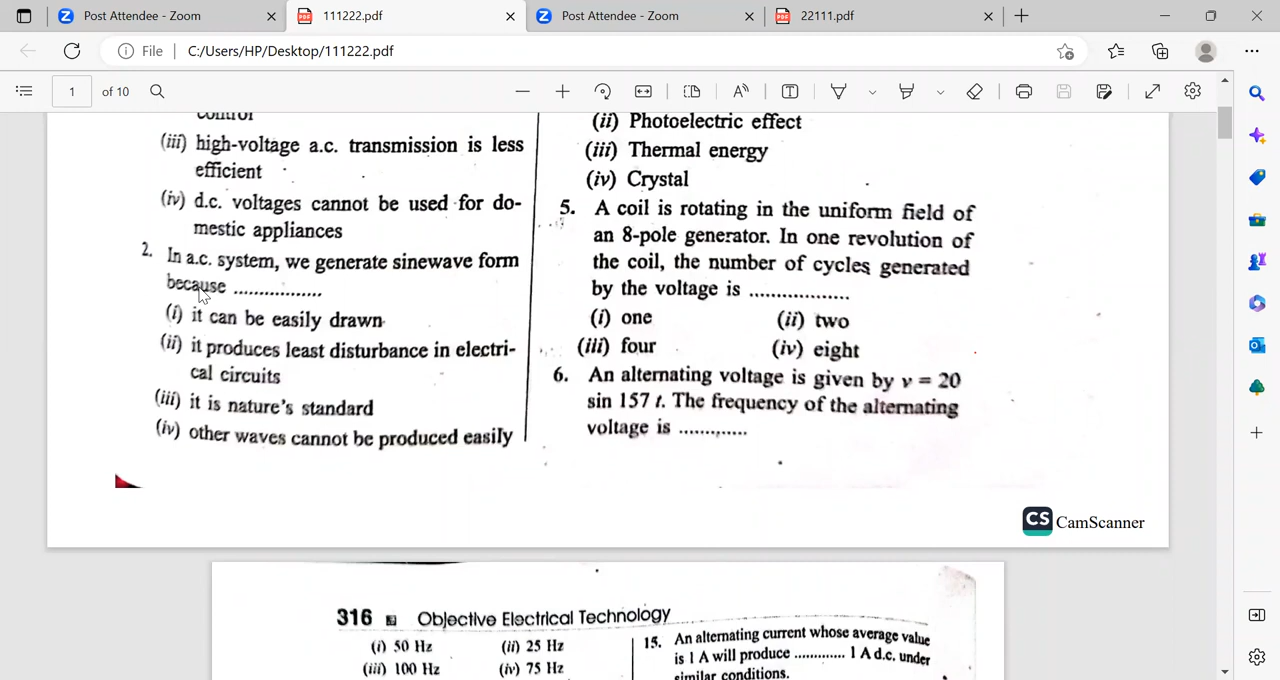 Post Attendee - Zoom
111222.pdf
Post Attendee - Zoom
22111.pdf
File
C:/Users/HP/Desktop/111222.pdf
1 of 10
control
(iii) high-voltage a.c. transmission is less
efficient
(iv) d.c. voltages cannot be used for do-
mestic appliances
2. In a.c. system, we generate sinewave form
because ................
(i) it can be easily drawn
(ii) it produces least disturbance in electri-
cal circuits
(iii) it is nature's standard
(iv) other waves cannot be produced easily
(ii) Photoelectric effect
(iii) Thermal energy
(iv) Crystal
5. A coil is rotating in the uniform field of
an 8-pole generator. In one revolution of
the coil, the number of cycles generated
by the voltage is ..................
(i) one (ii) two
(iii) four (iv) eight
6. An alternating voltage is given by v = 20
sin 157 t. The frequency of the alternating
voltage is ............
CS CamScanner
316 Objective Electrical Technology
(i) 50 Hz (ii) 25 Hz
(iii) 100 Hz (iv) 75 Hz
15. An alternating current whose average value
is 1 A will produce ............ 1 A d.c. under
similar conditions.